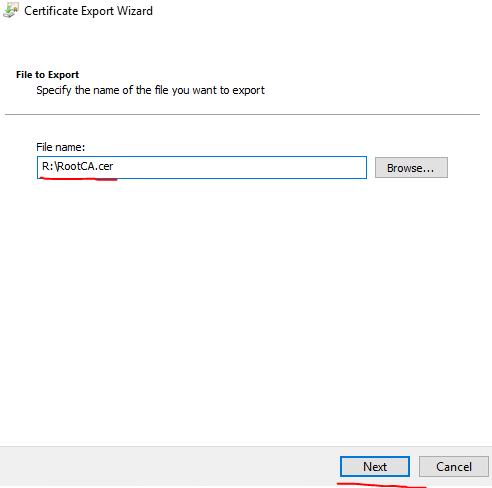 Certificate Export Wizard
File to Export
Specify the name of the file you want to export
File name:
R:\RootCA.cer
Browse...
Next
Cancel